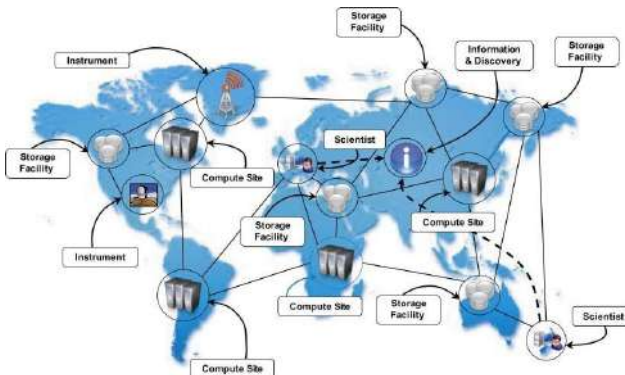 Storage
Facility
Instrument
Information
& Discovery
Storage
Facility
Scientist
Storage
Facility
Compute Site
Storage
Facility
Compute Site
Instrument
Compute Site
Storage
Facility
Scientist
Compute Site